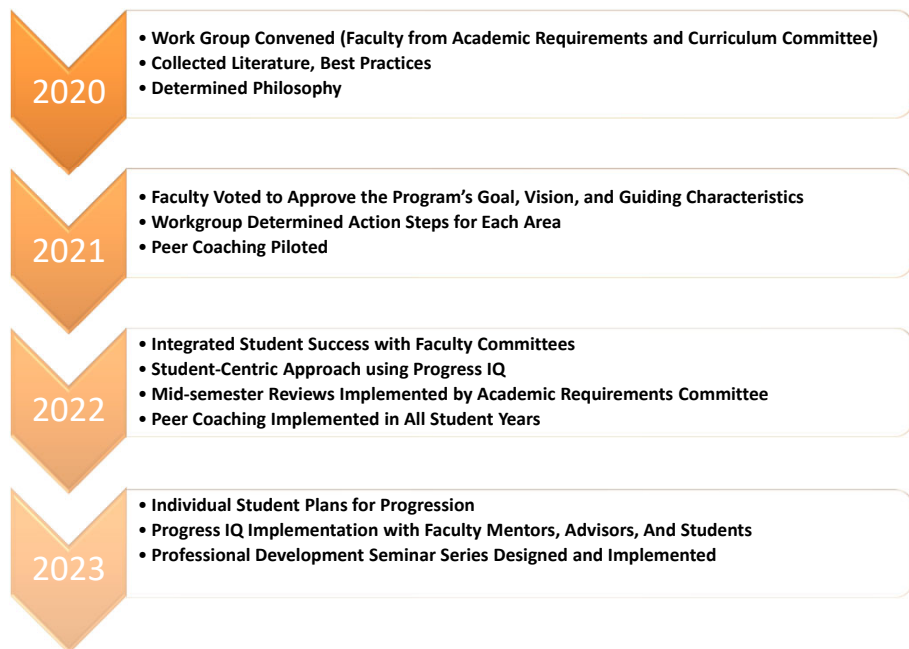 2020
• Work Group Convened (Faculty from Academic Requirements and Curriculum Committee)
• Collected Literature, Best Practices
• Determined Philosophy
2021
• Faculty Voted to Approve the Program's Goal, Vision, and Guiding Characteristics
• Workgroup Determined Action Steps for Each Area
• Peer Coaching Piloted
2022
• Integrated Student Success with Faculty Committees
• Student-Centric Approach using Progress IQ
• Mid-semester Reviews Implemented by Academic Requirements Committee
• Peer Coaching Implemented in All Student Years
2023
• Individual Student Plans for Progression
• Progress IQ Implementation with Faculty Mentors, Advisors, And Students
• Professional Development Seminar Series Designed and Implemented